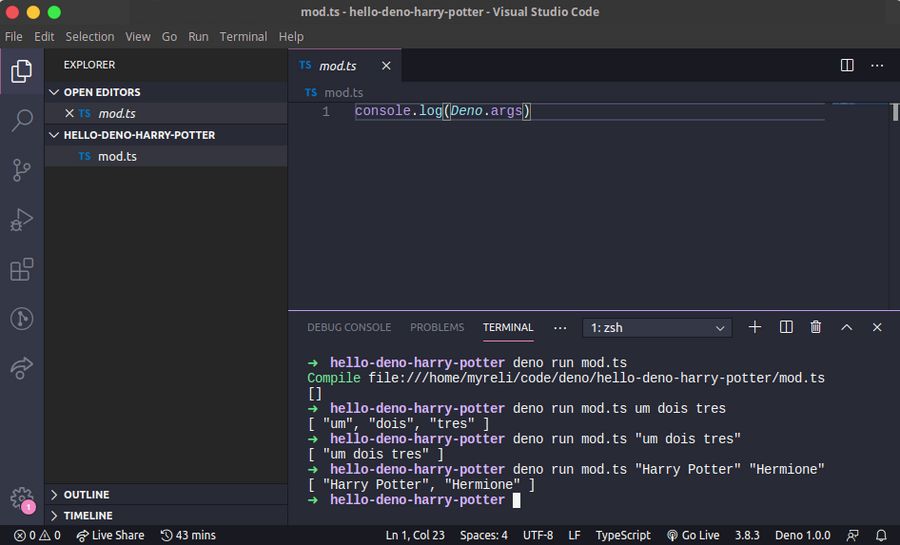 mod.ts - hello-deno-harry-potter - Visual Studio Code
File Edit Selection View Go Run Terminal Help
EXPLORER
OPEN EDITORS
TS mod.ts
HELLO-DENO-HARRY-POTTER
TS mod.ts
OUTLINE
TIMELINE
TS mod.ts
TS mod.ts
1 console.log(Deno.args)
DEBUG CONSOLE PROBLEMS TERMINAL ··· 1: zsh
➜ hello-deno-harry-potter deno run mod.ts
Compile file:///home/myreli/code/deno/hello-deno-harry-potter/mod.ts
[]
➜ hello-deno-harry-potter deno run mod.ts um dois tres
[ "um", "dois", "tres" ]
➜ hello-deno-harry-potter deno run mod.ts "um dois tres"
[ "um dois tres" ]
➜ hello-deno-harry-potter deno run mod.ts "Harry Potter" "Hermione"
[ "Harry Potter", "Hermione" ]
➜ hello-deno-harry-potter
1
0 0 Live Share 43 mins Ln 1, Col 23 Spaces: 4 UTF-8 LF TypeScript Go Live 3.8.3 Deno 1.0.0